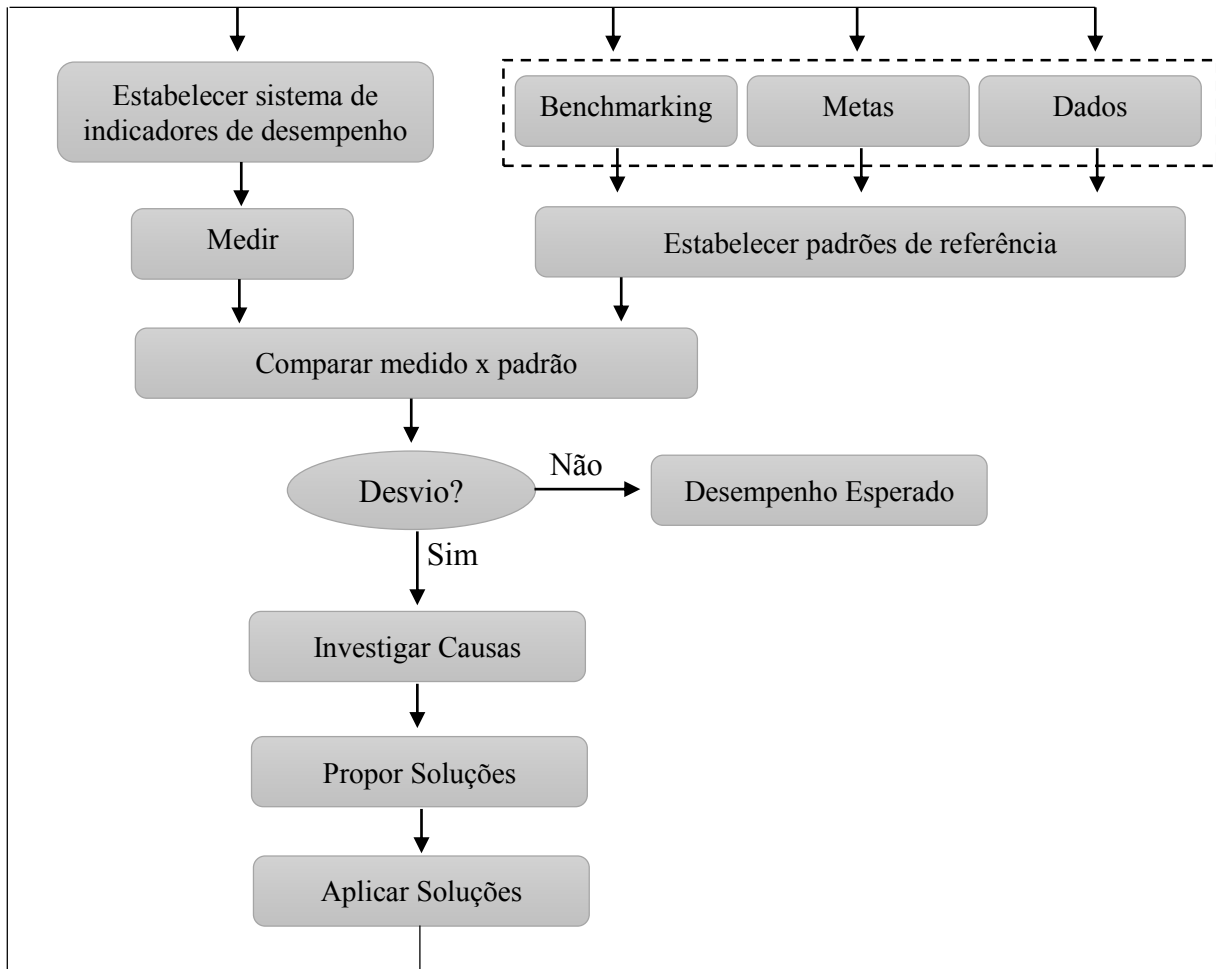 Estabelecer sistema de
indicadores de desempenho
Benchmarking
Metas
Dados
Medir
Estabelecer padrões de referência
Comparar medido x padrão
Desvio?
Não
Desempenho Esperado
Sim
Investigar Causas
Propor Soluções
Aplicar Soluções